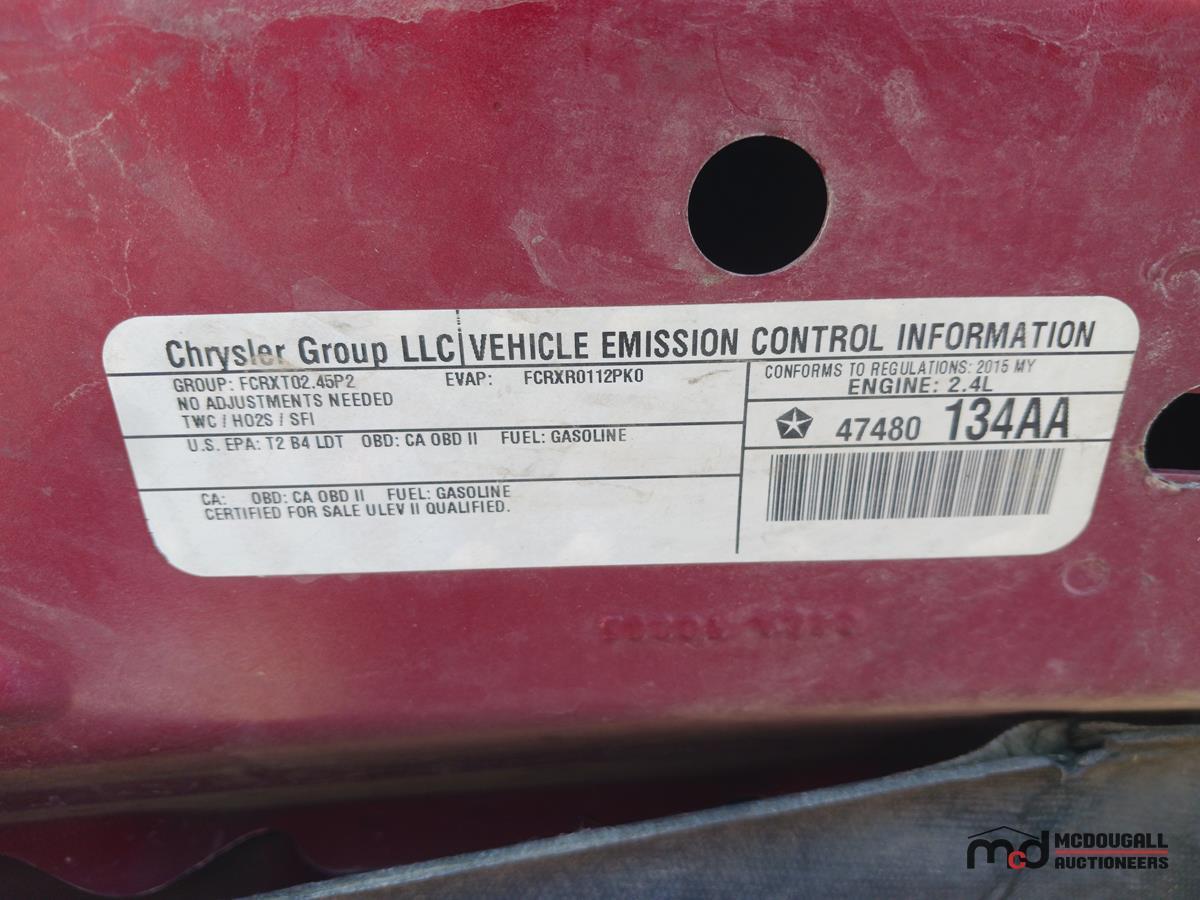 Chrysler Group LLC VEHICLE EMISSION CONTROL INFORMATION
GROUP: FCRXT02.45P2 EVAP: FCRXR0112PK0
NO ADJUSTMENTS NEEDED
TWC / HO2S / SFI
U.S. EPA: T2 B4 LDT OBD: CA OBD II FUEL: GASOLINE
CA: OBD: CA OBD II FUEL: GASOLINE
CERTIFIED FOR SALE ULEV II QUALIFIED.
CONFORMS TO REGULATIONS: 2015 MY
ENGINE: 2.4L
47480 134AA
mcd MCDOUGALL
AUCTIONEERS